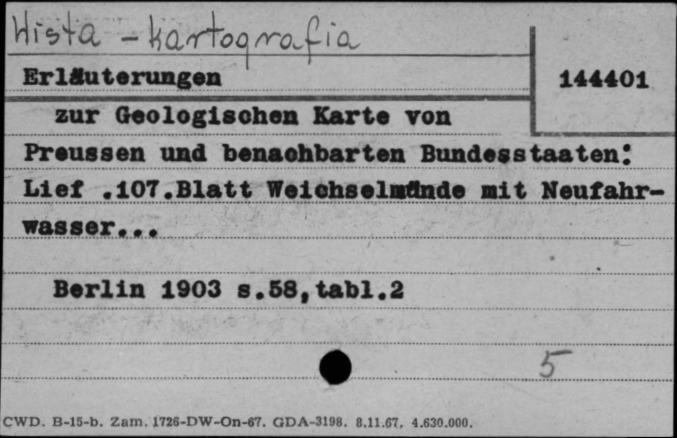 Wista - kartografia
Erläuterungen
144401
zur Geologischen Karte von
Preussen und benachbarten Bundesstaaten:
Lief .107.Blatt Weichselmünde mit Neufahr-
wasser...
Berlin 1903 s.58,tabl.2
5
CWD. B-15-b. Zam. 1726-DW-On-67. GDA-3198. 8.11.67. 4.630.000.